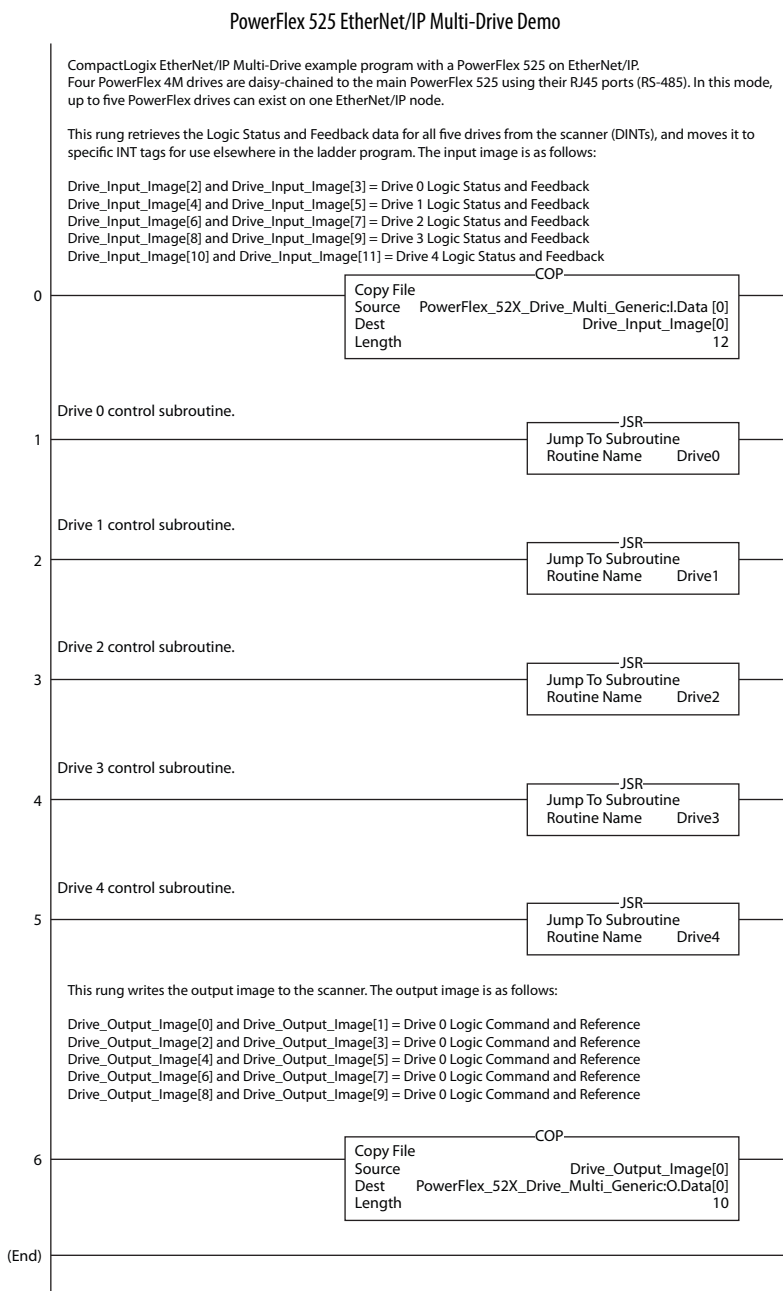 PowerFlex 525 EtherNet/IP Multi-Drive Demo
CompactLogix EtherNet/IP Multi-Drive example program with a PowerFlex 525 on EtherNet/IP.
Four PowerFlex 4M drives are daisy-chained to the main PowerFlex 525 using their RJ45 ports (RS-485). In this mode,
up to five PowerFlex drives can exist on one EtherNet/IP node.
This rung retrieves the Logic Status and Feedback data for all five drives from the scanner (DINTs), and moves it to
specific INT tags for use elsewhere in the ladder program. The input image is as follows:
Drive_Input_Image[2] and Drive_Input_Image[3] = Drive 0 Logic Status and Feedback
Drive_Input_Image[4] and Drive_Input_Image[5] = Drive 1 Logic Status and Feedback
Drive_Input_Image[6] and Drive_Input_Image[7] = Drive 2 Logic Status and Feedback
Drive_Input_Image[8] and Drive_Input_Image[9] = Drive 3 Logic Status and Feedback
Drive_Input_Image[10] and Drive_Input_Image[11] = Drive 4 Logic Status and Feedback
COP
0
Copy File
Source PowerFlex_52X_Drive_Multi_Generic:I.Data [0]
Dest Drive_Input_Image[0]
Length 12
Drive 0 control subroutine.
JSR
1
Jump To Subroutine
Routine Name Drive0
Drive 1 control subroutine.
JSR
2
Jump To Subroutine
Routine Name Drive1
Drive 2 control subroutine.
JSR
3
Jump To Subroutine
Routine Name Drive2
Drive 3 control subroutine.
JSR
4
Jump To Subroutine
Routine Name Drive3
Drive 4 control subroutine.
JSR
5
Jump To Subroutine
Routine Name Drive4
This rung writes the output image to the scanner. The output image is as follows:
Drive_Output_Image[0] and Drive_Output_Image[1] = Drive 0 Logic Command and Reference
Drive_Output_Image[2] and Drive_Output_Image[3] = Drive 0 Logic Command and Reference
Drive_Output_Image[4] and Drive_Output_Image[5] = Drive 0 Logic Command and Reference
Drive_Output_Image[6] and Drive_Output_Image[7] = Drive 0 Logic Command and Reference
Drive_Output_Image[8] and Drive_Output_Image[9] = Drive 0 Logic Command and Reference
COP
6
Copy File
Source Drive_Output_Image[0]
Dest PowerFlex_52X_Drive_Multi_Generic:O.Data[0]
Length 10
(End)